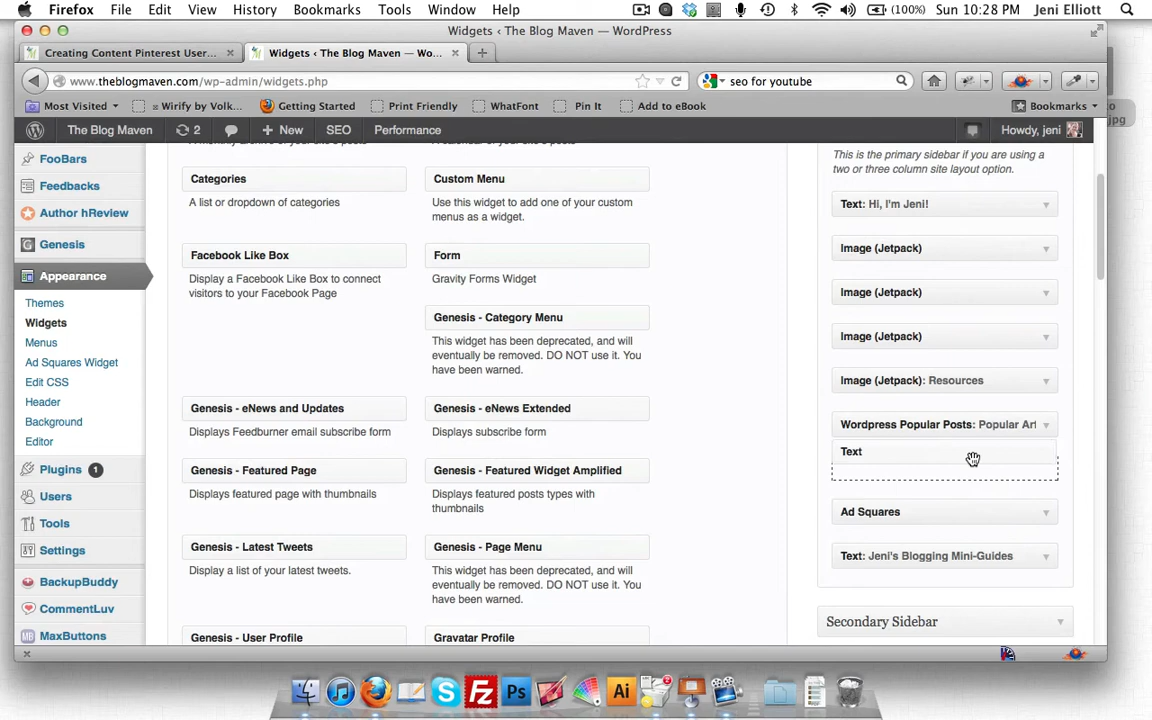 Firefox File Edit View History Bookmarks Tools Window Help (100%) Sun 10:28 PM Jeni Elliott
Widgets ‹ The Blog Maven — WordPress
Creating Content Pinterest User... Widgets ‹ The Blog Maven — Wo...
www.theblogmaven.com/wp-admin/widgets.php seo for youtube
Most Visited Wirify by Volk... Getting Started Print Friendly WhatFont Pin It Add to eBook Bookmarks
jpg
The Blog Maven 2 New SEO Performance Howdy, jeni
FooBars
Feedbacks
Author hReview
Genesis
Appearance
Themes
Widgets
Menus
Ad Squares Widget
Edit CSS
Header
Background
Editor
Plugins 1
Users
Tools
Settings
BackupBuddy
CommentLuv
MaxButtons
Categories
A list or dropdown of categories
Custom Menu
Use this widget to add one of your custom
menus as a widget.
Facebook Like Box
Display a Facebook Like Box to connect
visitors to your Facebook Page
Form
Gravity Forms Widget
Genesis - Category Menu
This widget has been deprecated, and will
eventually be removed. DO NOT use it. You
have been warned.
Genesis - eNews and Updates
Displays Feedburner email subscribe form
Genesis - eNews Extended
Displays subscribe form
Genesis - Featured Page
Displays featured page with thumbnails
Genesis - Featured Widget Amplified
Displays featured posts types with
thumbnails
Genesis - Latest Tweets
Display a list of your latest tweets.
Genesis - Page Menu
This widget has been deprecated, and will
eventually be removed. DO NOT use it. You
have been warned.
Genesis - User Profile
Gravatar Profile
This is the primary sidebar if you are using a
two or three column site layout option.
Text: Hi, I'm Jeni!
Image (Jetpack)
Image (Jetpack)
Image (Jetpack)
Image (Jetpack): Resources
Wordpress Popular Posts: Popular Art
Text
Ad Squares
Text: Jeni's Blogging Mini-Guides
Secondary Sidebar
Fz Ps Ai 2